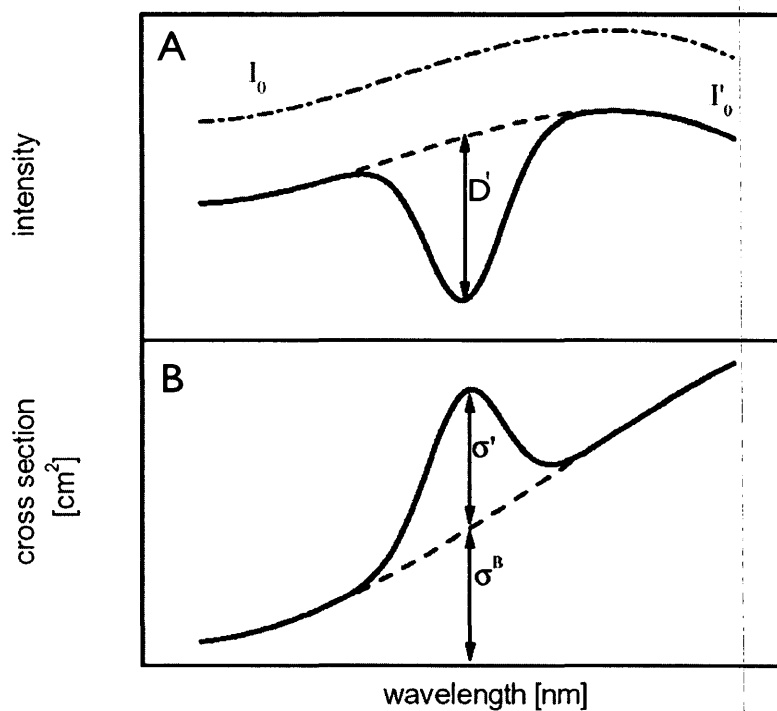 A
I₀
I'₀
D'
intensity
B
σ'
σᴮ
cross section
[cm²]
wavelength [nm]